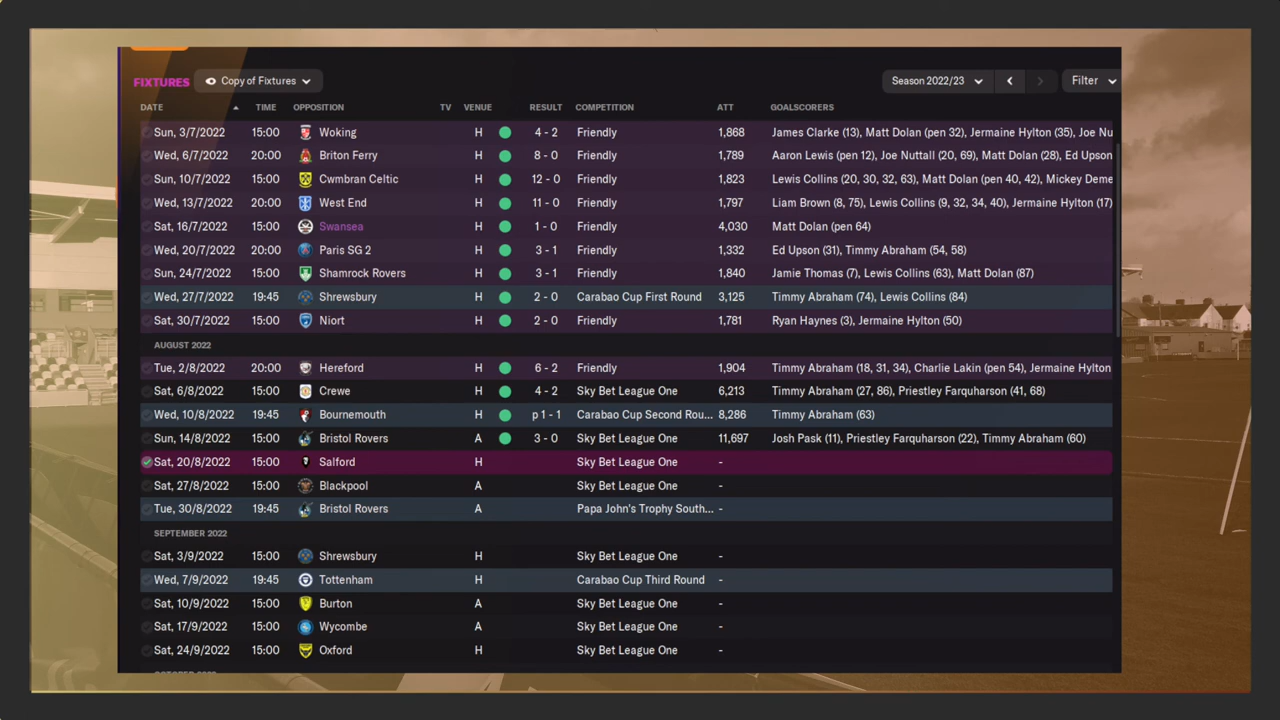 FIXTURES Copy of Fixtures Season 2022/23 Filter
DATE TIME OPPOSITION TV VENUE RESULT COMPETITION ATT GOALSCORERS
Sun, 3/7/2022 15:00 Woking H 4 - 2 Friendly 1,868 James Clarke (13), Matt Dolan (pen 32), Jermaine Hylton (35), Joe Nu
Wed, 6/7/2022 20:00 Briton Ferry H 8 - 0 Friendly 1,789 Aaron Lewis (pen 12), Joe Nuttall (20, 69), Matt Dolan (28), Ed Upson
Sun, 10/7/2022 15:00 Cwmbran Celtic H 12 - 0 Friendly 1,823 Lewis Collins (20, 30, 32, 63), Matt Dolan (pen 40, 42), Mickey Deme
Wed, 13/7/2022 20:00 West End H 11 - 0 Friendly 1,797 Liam Brown (8, 75), Lewis Collins (9, 32, 34, 40), Jermaine Hylton (17)
Sat, 16/7/2022 15:00 Swansea H 1 - 0 Friendly 4,030 Matt Dolan (pen 64)
Wed, 20/7/2022 20:00 Paris SG 2 H 3 - 1 Friendly 1,332 Ed Upson (31), Timmy Abraham (54, 58)
Sun, 24/7/2022 15:00 Shamrock Rovers H 3 - 1 Friendly 1,840 Jamie Thomas (7), Lewis Collins (63), Matt Dolan (87)
Wed, 27/7/2022 19:45 Shrewsbury H 2 - 0 Carabao Cup First Round 3,125 Timmy Abraham (74), Lewis Collins (84)
Sat, 30/7/2022 15:00 Niort H 2 - 0 Friendly 1,781 Ryan Haynes (3), Jermaine Hylton (50)
AUGUST 2022
Tue, 2/8/2022 20:00 Hereford H 6 - 2 Friendly 1,904 Timmy Abraham (18, 31, 34), Charlie Lakin (pen 54), Jermaine Hylton
Sat, 6/8/2022 15:00 Crewe H 4 - 2 Sky Bet League One 6,213 Timmy Abraham (27, 86), Priestley Farquharson (41, 68)
Wed, 10/8/2022 19:45 Bournemouth H p 1 - 1 Carabao Cup Second Rou... 8,286 Timmy Abraham (63)
Sun, 14/8/2022 15:00 Bristol Rovers A 3 - 0 Sky Bet League One 11,697 Josh Pask (11), Priestley Farquharson (22), Timmy Abraham (60)
Sat, 20/8/2022 15:00 Salford H Sky Bet League One -
Sat, 27/8/2022 15:00 Blackpool A Sky Bet League One -
Tue, 30/8/2022 19:45 Bristol Rovers A Papa John's Trophy South... -
SEPTEMBER 2022
Sat, 3/9/2022 15:00 Shrewsbury H Sky Bet League One -
Wed, 7/9/2022 19:45 Tottenham H Carabao Cup Third Round -
Sat, 10/9/2022 15:00 Burton A Sky Bet League One -
Sat, 17/9/2022 15:00 Wycombe A Sky Bet League One -
Sat, 24/9/2022 15:00 Oxford H Sky Bet League One -